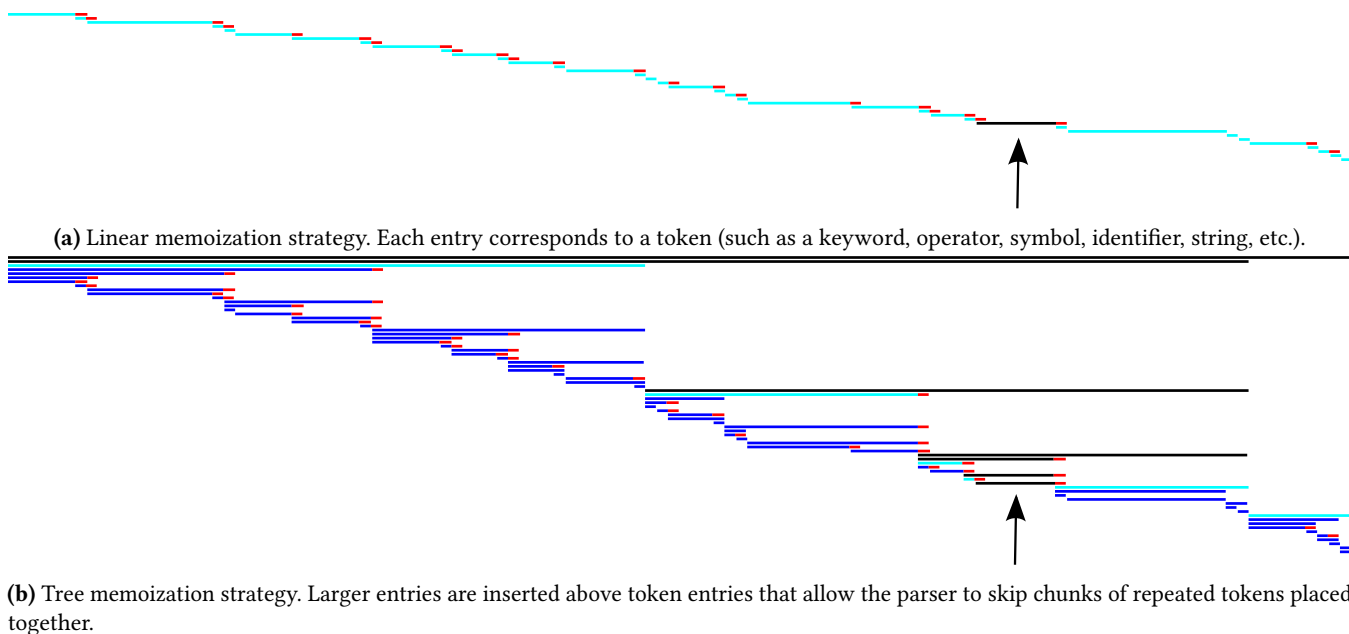 (a) Linear memoization strategy. Each entry corresponds to a token (such as a keyword, operator, symbol, identifier, string, etc.).
(b) Tree memoization strategy. Larger entries are inserted above token entries that allow the parser to skip chunks of repeated tokens placed
together.